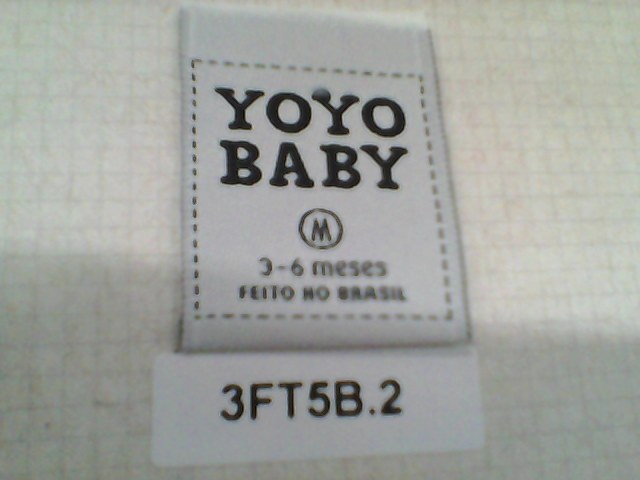 YOYO
BABY
M
3-6 meses
FEITO NO BRASIL
3FT5B.2